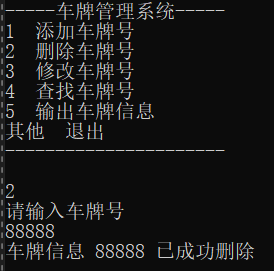 -----车牌管理系统-----
1  添加车牌号
2  删除车牌号
3  修改车牌号
4  查找车牌号
5  输出车牌信息
其他  退出
----------------------
2
请输入车牌号
88888
车牌信息 88888 已成功删除